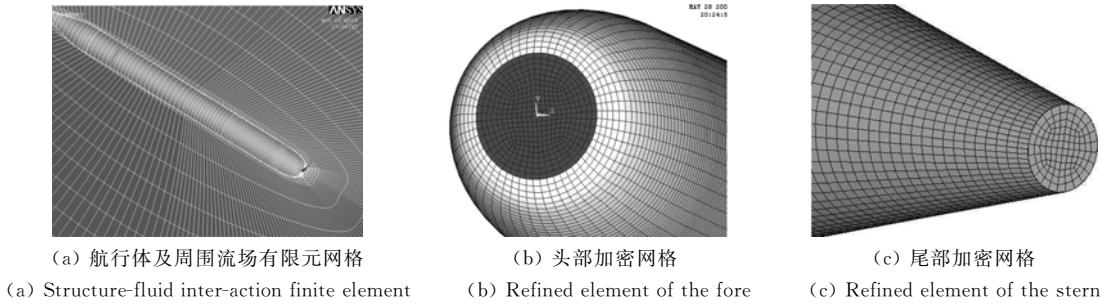 ANSYS
MAY 28 200
20:24:5
(a) 航行体及周围流场有限元网格
(b) 头部加密网格
(c) 尾部加密网格
(a) Structure-fluid inter-action finite element
(b) Refined element of the fore
(c) Refined element of the stern